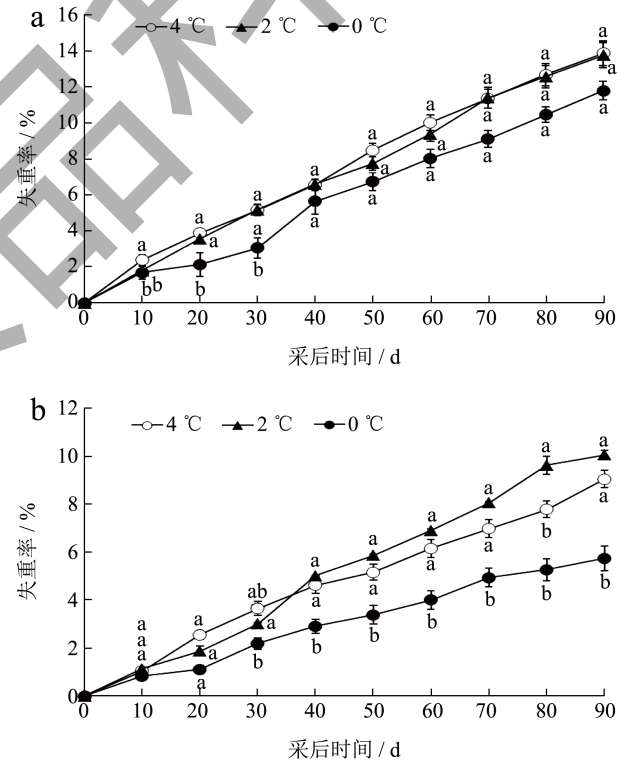 a
16
14
12
10
8
6
4
2
0
失重率 / %
4 ℃ 2 ℃ 0 ℃
a a a a a a a a a
a a a a a a a a
b b b a a a a a a a
0 10 20 30 40 50 60 70 80 90
采后时间 / d
b
12
10
8
6
4
2
0
失重率 / %
4 ℃ 2 ℃ 0 ℃
a a ab a a a a a a
a a a a a a a b a
a a b b b b b b b
0 10 20 30 40 50 60 70 80 90
采后时间 / d